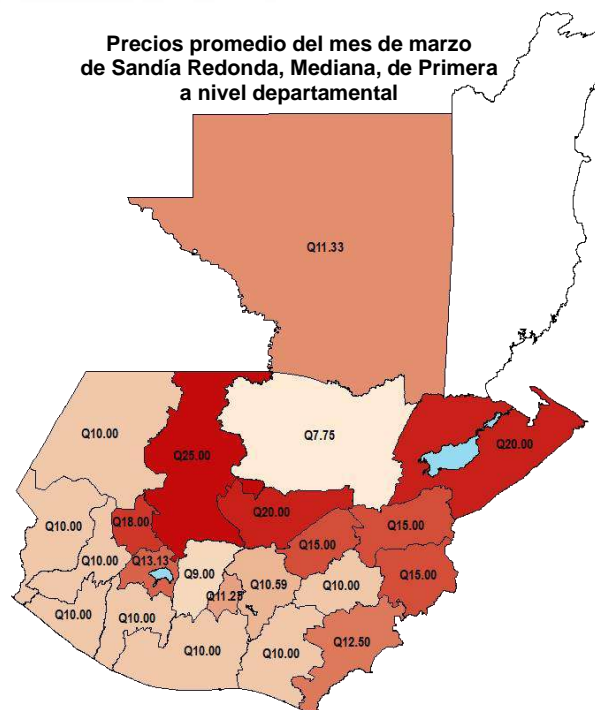 Precios promedio del mes de marzo
de Sandía Redonda, Mediana, de Primera
a nivel departamental
Q11.33
Q10.00
Q25.00
Q7.75
Q20.00
Q10.00
Q18.00
Q20.00
Q15.00
Q15.00
Q10.00
Q13.13
Q9.00
Q10.59
Q10.00
Q15.00
Q11.25
Q10.00
Q10.00
Q12.50
Q10.00
Q10.00